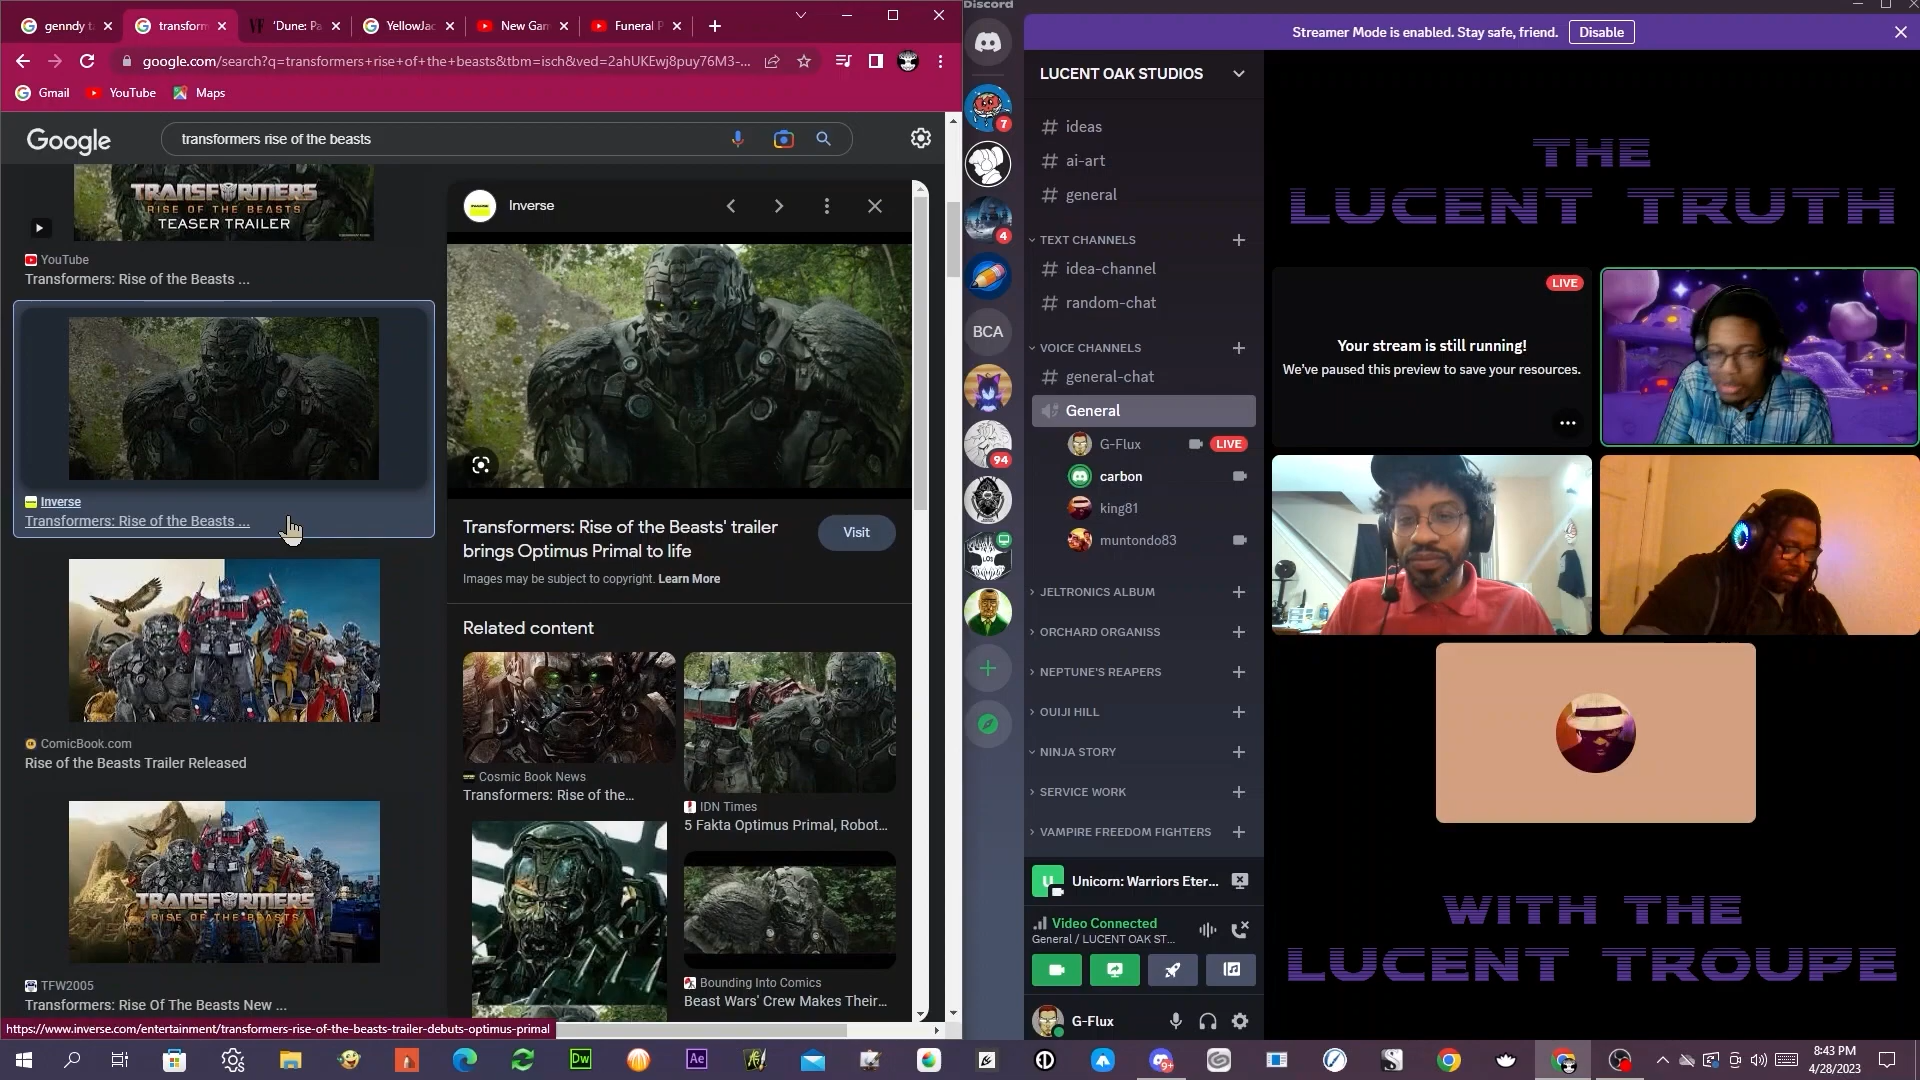 genndy t
transform
'Dune: Pa
YellowJac
New Gam
Funeral P
google.com/search?q=transformers+rise+of+the+beasts&tbm=isch&ved=2ahUKEwj8puy76M3-...
Gmail
YouTube
Maps
Google
transformers rise of the beasts
TRANSFORMERS
RISE OF THE BEASTS
TEASER TRAILER
YouTube
Transformers: Rise of the Beasts ...
Inverse
Transformers: Rise of the Beasts ...
ComicBook.com
Rise of the Beasts Trailer Released
TRANSFORMERS
RISE OF THE BEASTS
TFW2005
Transformers: Rise Of The Beasts New ...
https://www.inverse.com/entertainment/transformers-rise-of-the-beasts-trailer-debuts-optimus-primal
Inverse
Transformers: Rise of the Beasts' trailer
brings Optimus Primal to life
Visit
Images may be subject to copyright. Learn More
Related content
Cosmic Book News
Transformers: Rise of the...
IDN Times
5 Fakta Optimus Primal, Robot...
Bounding Into Comics
Beast Wars' Crew Makes Their...
Discord
7
4
BCA
94
Streamer Mode is enabled. Stay safe, friend.
Disable
LUCENT OAK STUDIOS
# ideas
# ai-art
# general
TEXT CHANNELS
# idea-channel
# random-chat
VOICE CHANNELS
# general-chat
General
G-Flux
LIVE
carbon
king81
muntondo83
JELTRONICS ALBUM
ORCHARD ORGANISS
NEPTUNE'S REAPERS
OUIJI HILL
NINJA STORY
SERVICE WORK
VAMPIRE FREEDOM FIGHTERS
Unicorn: Warriors Eter...
Video Connected
General / LUCENT OAK ST...
G-Flux
THE
LUCENT TRUTH
LIVE
Your stream is still running!
We've paused this preview to save your resources.
WITH THE
LUCENT TROUPE
Dw
Ae
9+
8:43 PM
4/28/2023